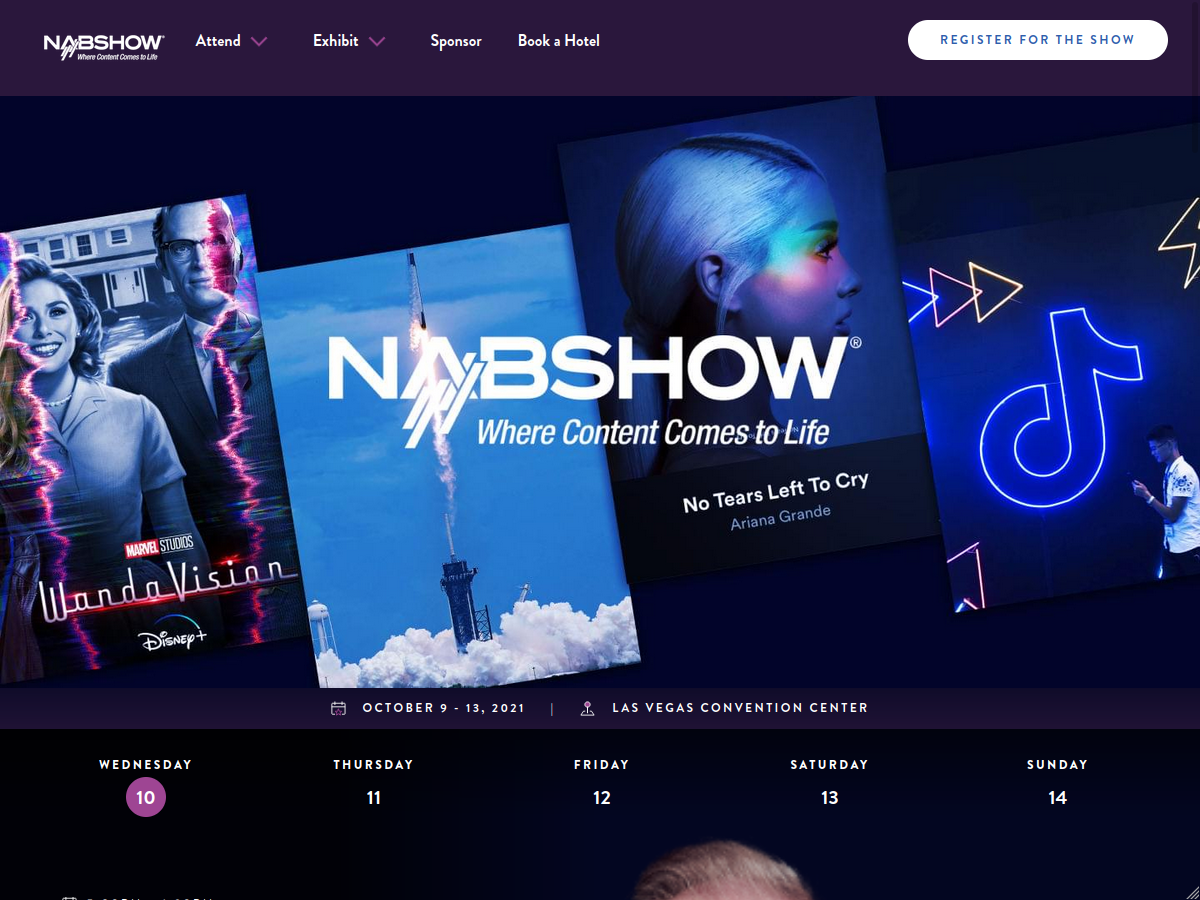 NABSHOW
Where Content Comes to Life
Attend
Exhibit
Sponsor
Book a Hotel
REGISTER FOR THE SHOW
NABSHOW®
Where Content Comes to Life
MARVEL STUDIOS
WandaVision
Disney+
No Tears Left To Cry
Ariana Grande
OCTOBER 9 - 13, 2021 | LAS VEGAS CONVENTION CENTER
WEDNESDAY
10
THURSDAY
11
FRIDAY
12
SATURDAY
13
SUNDAY
14